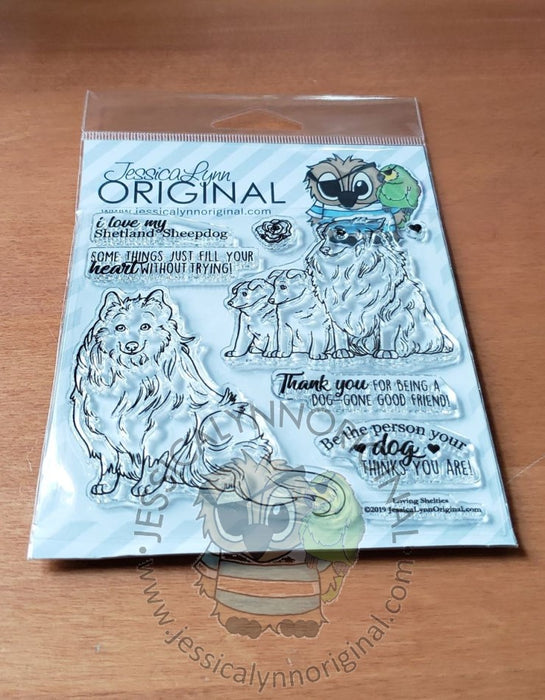 JessicaLynn
ORIGINAL
www.jessicalynnoriginal.com
i love my
Shetland Sheepdog
SOME THINGS JUST FILL YOUR
heart WITHOUT TRYING!
Thank you FOR BEING A
DOG-GONE GOOD FRIEND!
Be the person your
dog
THINKS YOU ARE!
Loving Shelties
©2019 JessicaLynnOriginal.com
WWW.JESSICALYNNORIGINAL.COM
www.jessicalynnoriginal.com